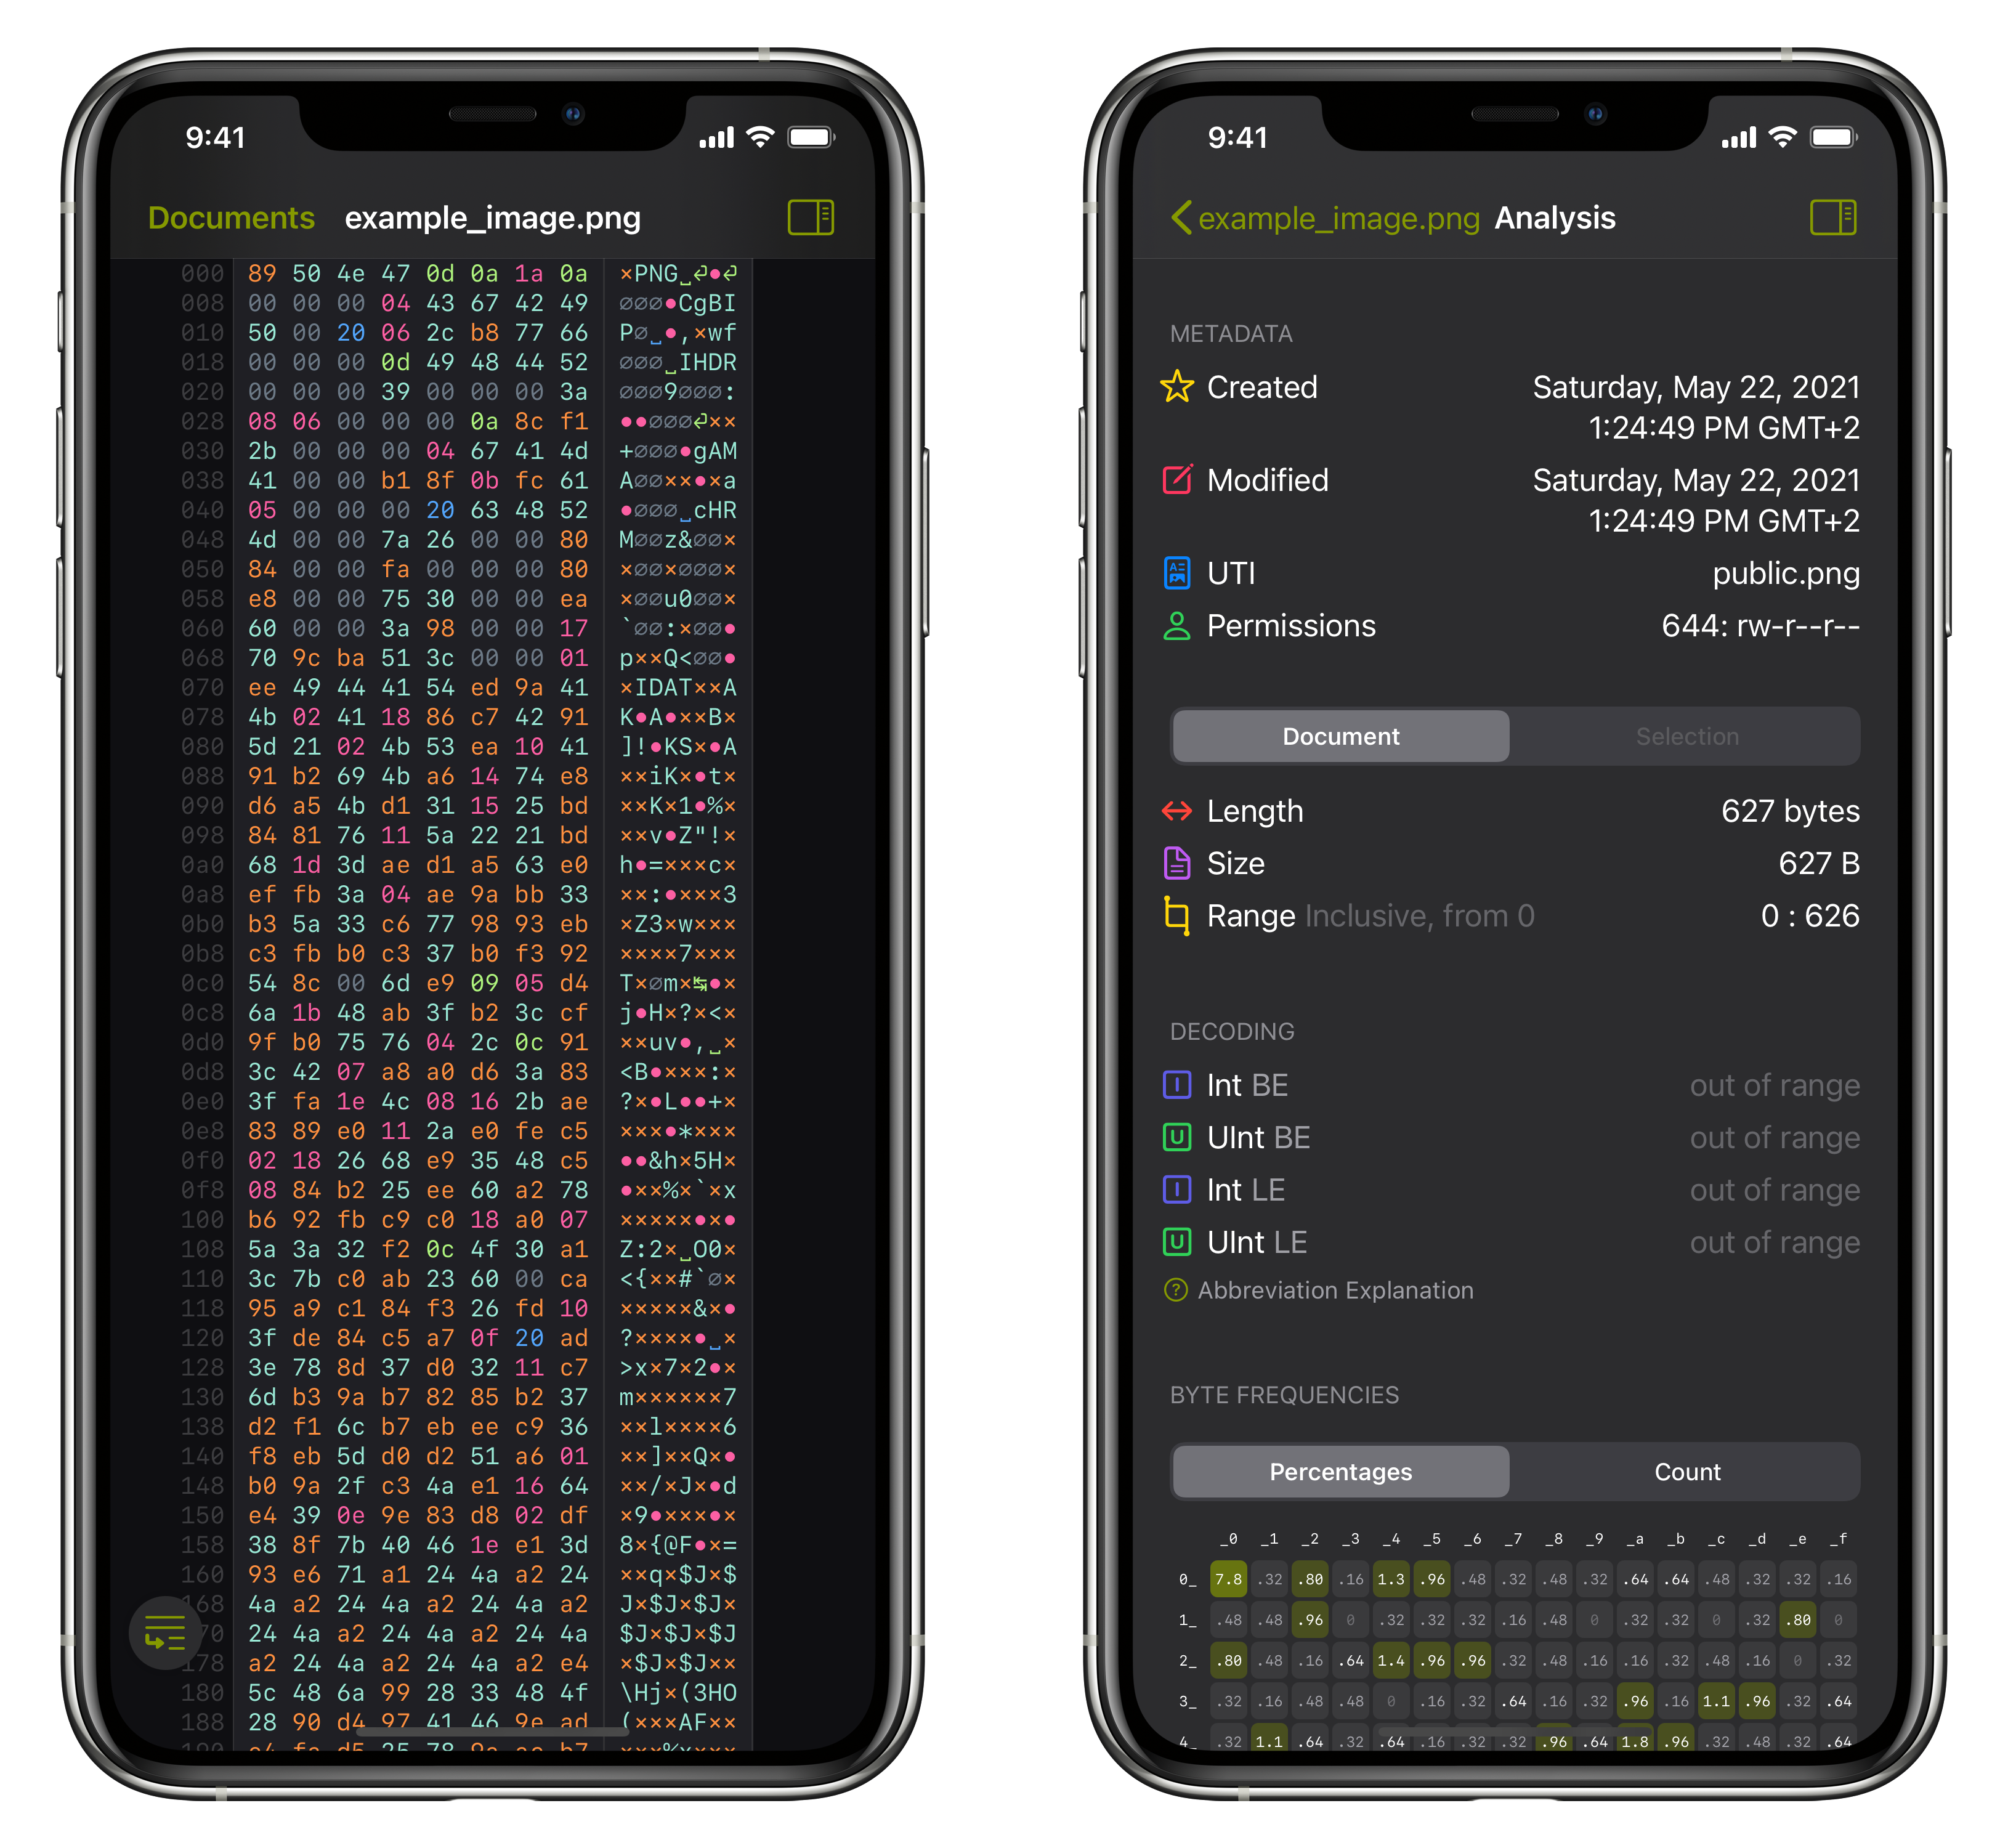 9:41
Documents example_image.png
000 89 50 4e 47 0d 0a 1a 0a ×PNG␣⏎•⏎
008 00 00 00 04 43 67 42 49 ∅∅∅•CgBI
010 50 00 20 06 2c b8 77 66 P∅␣•,×wf
018 00 00 00 0d 49 48 44 52 ∅∅∅␣IHDR
020 00 00 00 39 00 00 00 3a ∅∅∅9∅∅∅:
028 08 06 00 00 00 0a 8c f1 ••∅∅∅⏎××
030 2b 00 00 00 04 67 41 4d +∅∅∅•gAM
038 41 00 00 b1 8f 0b fc 61 A∅∅××•×a
040 05 00 00 00 20 63 48 52 •∅∅∅␣cHR
048 4d 00 00 7a 26 00 00 80 M∅∅z&∅∅×
050 84 00 00 fa 00 00 00 80 ×∅∅×∅∅∅×
058 e8 00 00 75 30 00 00 ea ×∅∅u0∅∅×
060 60 00 00 3a 98 00 00 17 `∅∅:×∅∅•
068 70 9c ba 51 3c 00 00 01 p××Q<∅∅•
070 ee 49 44 41 54 ed 9a 41 ×IDAT××A
078 4b 02 41 18 86 c7 42 91 K•A•××B×
080 5d 21 02 4b 53 ea 10 41 ]!•KS×•A
088 91 b2 69 4b a6 14 74 e8 ××iK×•t×
090 d6 a5 4b d1 31 15 25 bd ××K×1•%×
098 84 81 76 11 5a 22 21 bd ××v•Z"!×
0a0 68 1d 3d ae d1 a5 63 e0 h•=×××c×
0a8 ef fb 3a 04 ae 9a bb 33 ××:•×××3
0b0 b3 5a 33 c6 77 98 93 eb ×Z3×w×××
0b8 c3 fb b0 c3 37 b0 f3 92 ××××7×××
0c0 54 8c 00 6d e9 09 05 d4 T×∅m×↹•×
0c8 6a 1b 48 ab 3f b2 3c cf j•H×?×<×
0d0 9f b0 75 76 04 2c 0c 91 ××uv•,␣×
0d8 3c 42 07 a8 a0 d6 3a 83 <B•×××:×
0e0 3f fa 1e 4c 08 16 2b ae ?×•L••+×
0e8 83 89 e0 11 2a e0 fe c5 ×××•*×××
0f0 02 18 26 68 e9 35 48 c5 ••&h×5H×
0f8 08 84 b2 25 ee 60 a2 78 •××%×`×x
100 b6 92 fb c9 c0 18 a0 07 ×××××•×•
108 5a 3a 32 f2 0c 4f 30 a1 Z:2×␣O0×
110 3c 7b c0 ab 23 60 00 ca <{××#`∅×
118 95 a9 c1 84 f3 26 fd 10 ×××××&×•
120 3f de 84 c5 a7 0f 20 ad ?××××•␣×
128 3e 78 8d 37 d0 32 11 c7 >x×7×2•×
130 6d b3 9a b7 82 85 b2 37 m××××××7
138 d2 f1 6c b7 eb ee c9 36 ××l××××6
140 f8 eb 5d d0 d2 51 a6 01 ××]××Q×•
148 b0 9a 2f c3 4a e1 16 64 ××/×J×•d
150 e4 39 0e 9e 83 d8 02 df ×9•×××•×
158 38 8f 7b 40 46 1e e1 3d 8×{@F•×=
160 93 e6 71 a1 24 4a a2 24 ××q×$J×$
168 4a a2 24 4a a2 24 4a a2 J×$J×$J×
70 24 4a a2 24 4a a2 24 4a $J×$J×$J
178 a2 24 4a a2 24 4a a2 e4 ×$J×$J××
180 5c 48 6a 99 28 33 48 4f \Hj×(3HO
188 28 90 d4 97 41 46 9e ad (×××AF××
9:41
example_image.png Analysis
METADATA
Created Saturday, May 22, 2021
1:24:49 PM GMT+2
Modified Saturday, May 22, 2021
1:24:49 PM GMT+2
UTI public.png
Permissions 644: rw-r--r--
Document Selection
Length 627 bytes
Size 627 B
Range Inclusive, from 0 0 : 626
DECODING
Int BE out of range
UInt BE out of range
Int LE out of range
UInt LE out of range
Abbreviation Explanation
BYTE FREQUENCIES
Percentages Count
_0 _1 _2 _3 _4 _5 _6 _7 _8 _9 _a _b _c _d _e _f
0_ 7.8 .32 .80 .16 1.3 .96 .48 .32 .48 .32 .64 .64 .48 .32 .32 .16
1_ .48 .48 .96 0 .32 .32 .32 .16 .48 0 .32 .32 0 .32 .80 0
2_ .80 .48 .16 .64 1.4 .96 .96 .32 .48 .16 .16 .32 .48 .16 0 .32
3_ .32 .16 .48 .48 0 .16 .32 .64 .16 .32 .96 .16 1.1 .96 .32 .64
4_ .32 1.1 .64 .32 .64 .16 .32 .32 .96 .64 1.8 .96 .32 .48 .32 .64